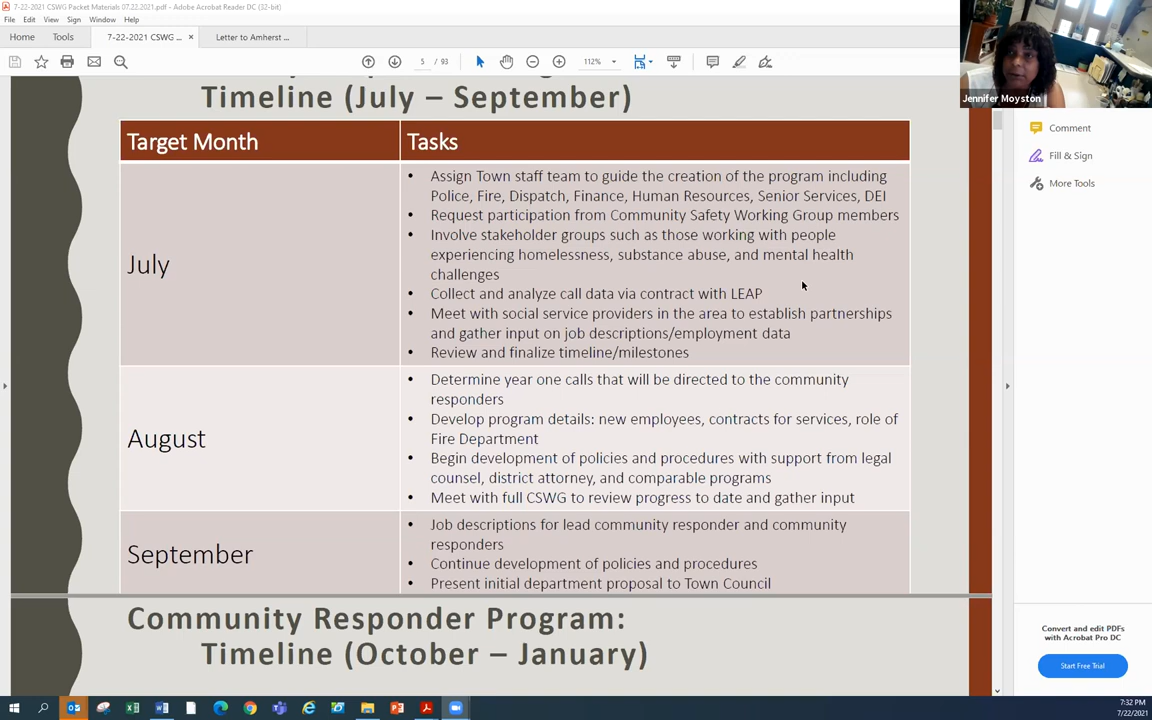 7-22-2021 CSWG Packet Materials 07.22.2021.pdf - Adobe Acrobat Reader DC (32-bit)
File Edit View Sign Window Help
Home Tools 7-22-2021 CSWG ... × Letter to Amherst ...
5 / 93 112%
Jennifer Moyston
Timeline (July – September)
Target Month Tasks
July
• Assign Town staff team to guide the creation of the program including
Police, Fire, Dispatch, Finance, Human Resources, Senior Services, DEI
• Request participation from Community Safety Working Group members
• Involve stakeholder groups such as those working with people
experiencing homelessness, substance abuse, and mental health
challenges
• Collect and analyze call data via contract with LEAP
• Meet with social service providers in the area to establish partnerships
and gather input on job descriptions/employment data
• Review and finalize timeline/milestones
August
• Determine year one calls that will be directed to the community
responders
• Develop program details: new employees, contracts for services, role of
Fire Department
• Begin development of policies and procedures with support from legal
counsel, district attorney, and comparable programs
• Meet with full CSWG to review progress to date and gather input
September
• Job descriptions for lead community responder and community
responders
• Continue development of policies and procedures
• Present initial department proposal to Town Council
Community Responder Program:
Timeline (October – January)
Comment
Fill & Sign
More Tools
Convert and edit PDFs
with Acrobat Pro DC
Start Free Trial
7:32 PM
7/22/2021